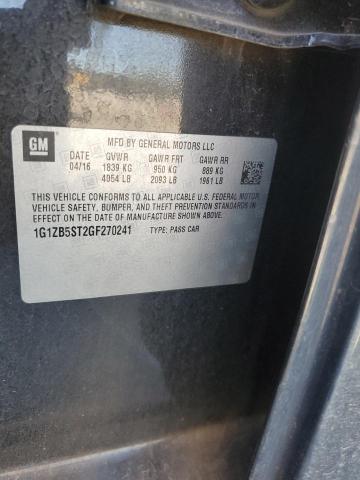 GM
MFD BY GENERAL MOTORS LLC
DATE GVWR GAWR FRT GAWR RR
04/16 1839 KG 950 KG 889 KG
4054 LB 2093 LB 1961 LB
THIS VEHICLE CONFORMS TO ALL APPLICABLE U.S. FEDERAL MOTOR
VEHICLE SAFETY, BUMPER, AND THEFT PREVENTION STANDARDS IN
EFFECT ON THE DATE OF MANUFACTURE SHOWN ABOVE.
1G1ZB5ST2GF270241 TYPE: PASS CAR